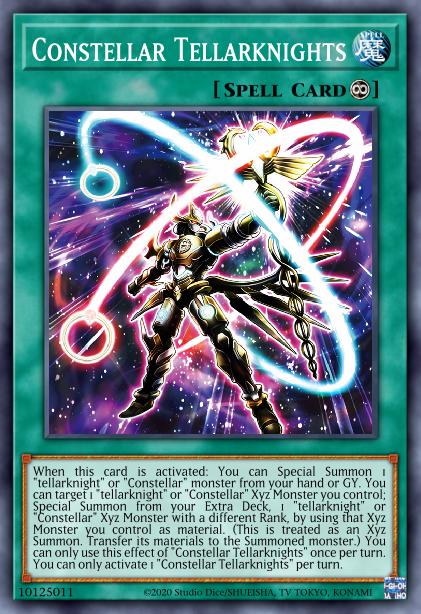 CONSTELLAR TELLARKNIGHTS
SPELL
魔
[SPELL CARD]
When this card is activated: You can Special Summon 1
"tellarknight" or "Constellar" monster from your hand or GY. You
can target 1 "tellarknight" or "Constellar" Xyz Monster you control;
Special Summon from your Extra Deck, 1 "tellarknight" or
"Constellar" Xyz Monster with a different Rank, by using that Xyz
Monster you control as material. (This is treated as an Xyz
Summon. Transfer its materials to the Summoned monster.) You
can only use this effect of "Constellar Tellarknights" once per turn.
You can only activate 1 "Constellar Tellarknights" per turn.
10125011
©2020 Studio Dice/SHUEISHA, TV TOKYO, KONAMI